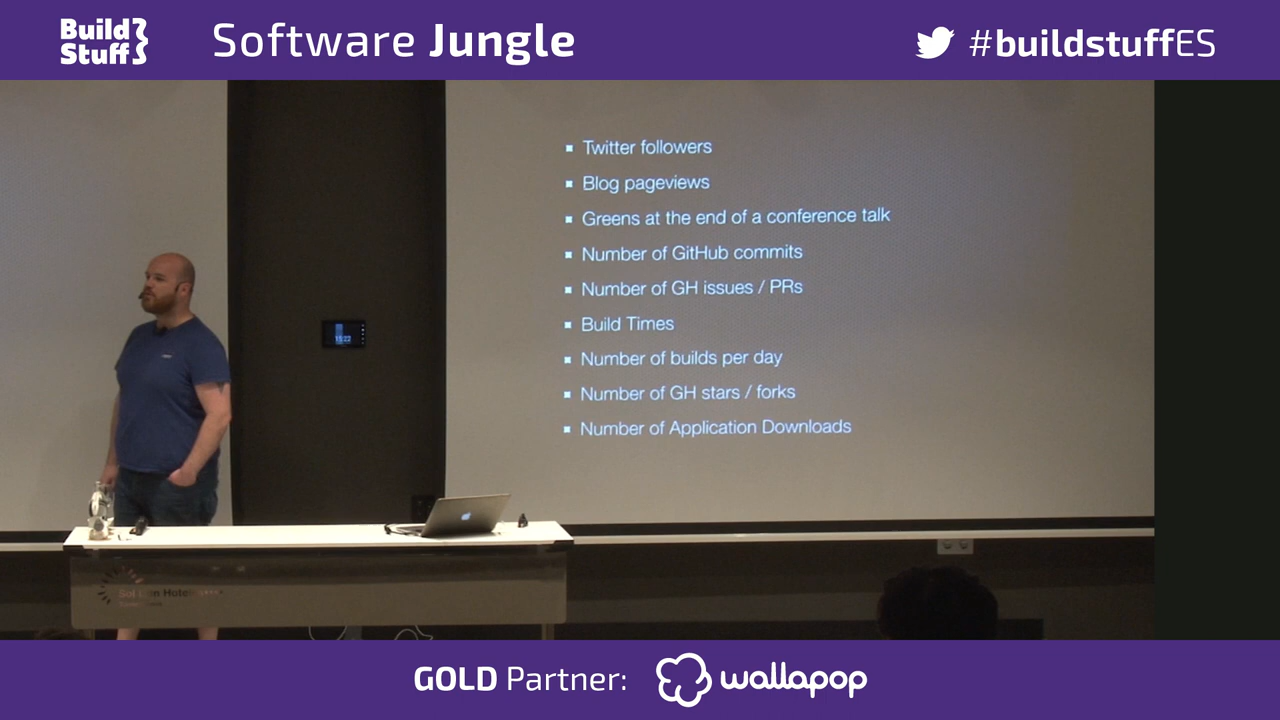 Build
Stuff
Software Jungle
#buildstuffES
Twitter followers
Blog pageviews
Greens at the end of a conference talk
Number of GitHub commits
Number of GH issues / PRs
Build Times
Number of builds per day
Number of GH stars / forks
Number of Application Downloads
Sol
Hotel
GOLD Partner:
wallapop